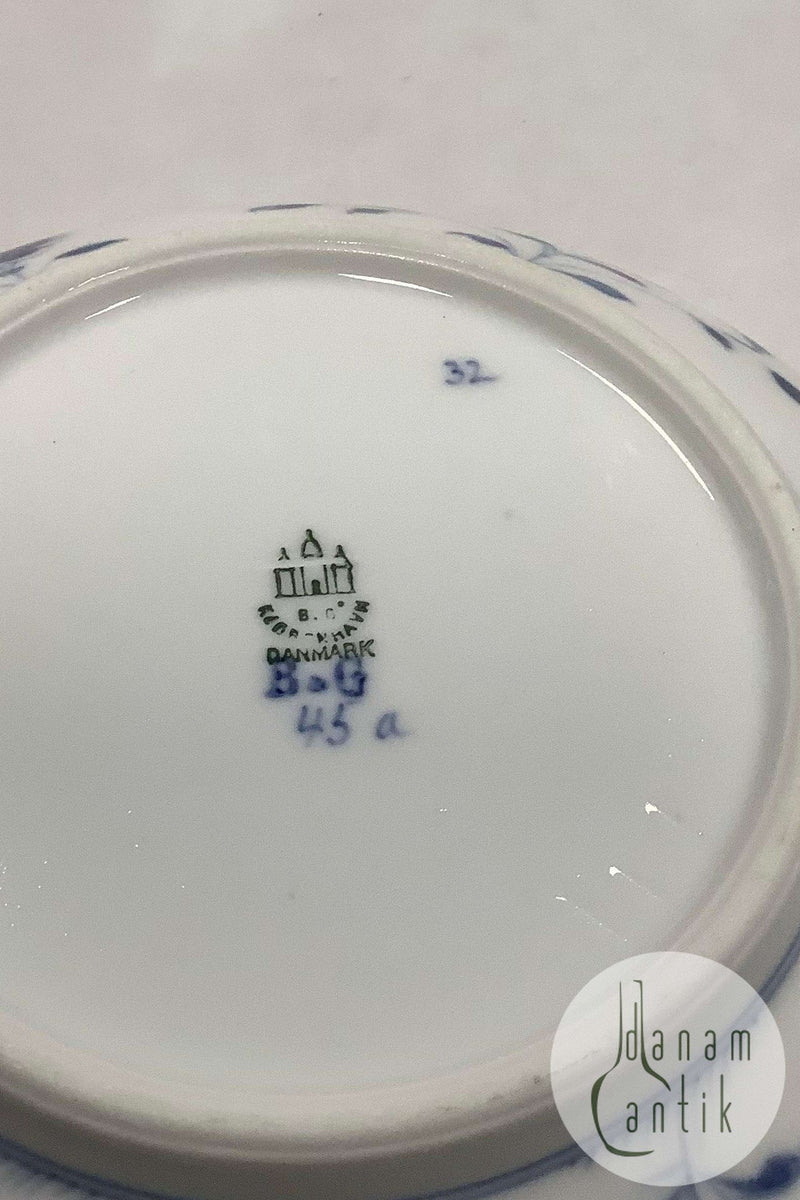 32
B. G.
KØBENHAVN
DANMARK
B & G
45 a
danam
antik